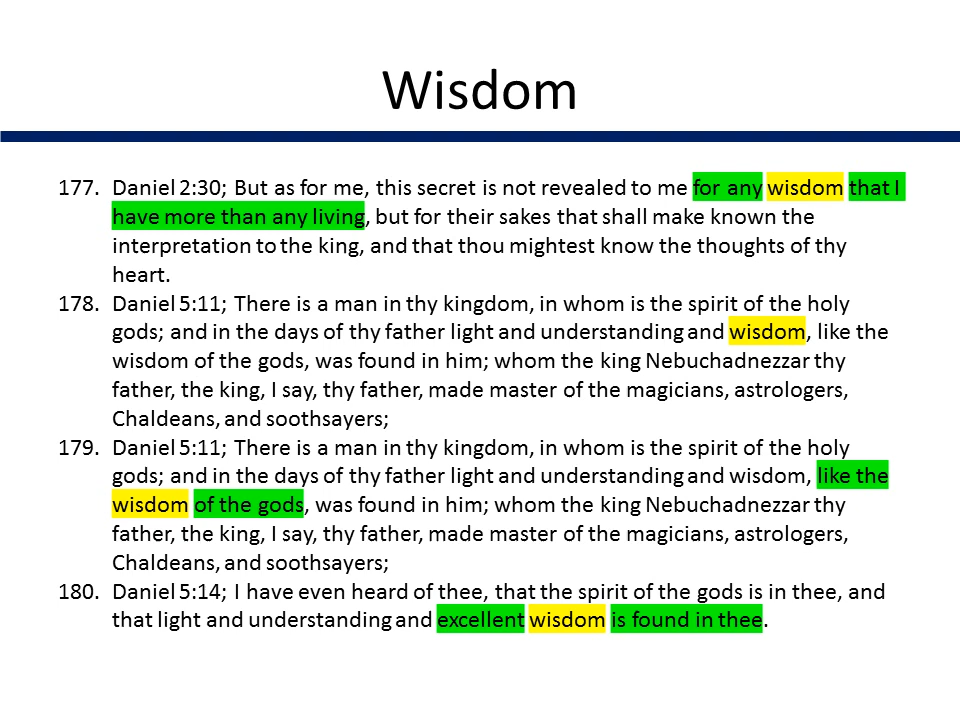 Wisdom
177. Daniel 2:30; But as for me, this secret is not revealed to me for any wisdom that I
have more than any living, but for their sakes that shall make known the
interpretation to the king, and that thou mightest know the thoughts of thy
heart.
178. Daniel 5:11; There is a man in thy kingdom, in whom is the spirit of the holy
gods; and in the days of thy father light and understanding and wisdom, like the
wisdom of the gods, was found in him; whom the king Nebuchadnezzar thy
father, the king, I say, thy father, made master of the magicians, astrologers,
Chaldeans, and soothsayers;
179. Daniel 5:11; There is a man in thy kingdom, in whom is the spirit of the holy
gods; and in the days of thy father light and understanding and wisdom, like the
wisdom of the gods, was found in him; whom the king Nebuchadnezzar thy
father, the king, I say, thy father, made master of the magicians, astrologers,
Chaldeans, and soothsayers;
180. Daniel 5:14; I have even heard of thee, that the spirit of the gods is in thee, and
that light and understanding and excellent wisdom is found in thee.